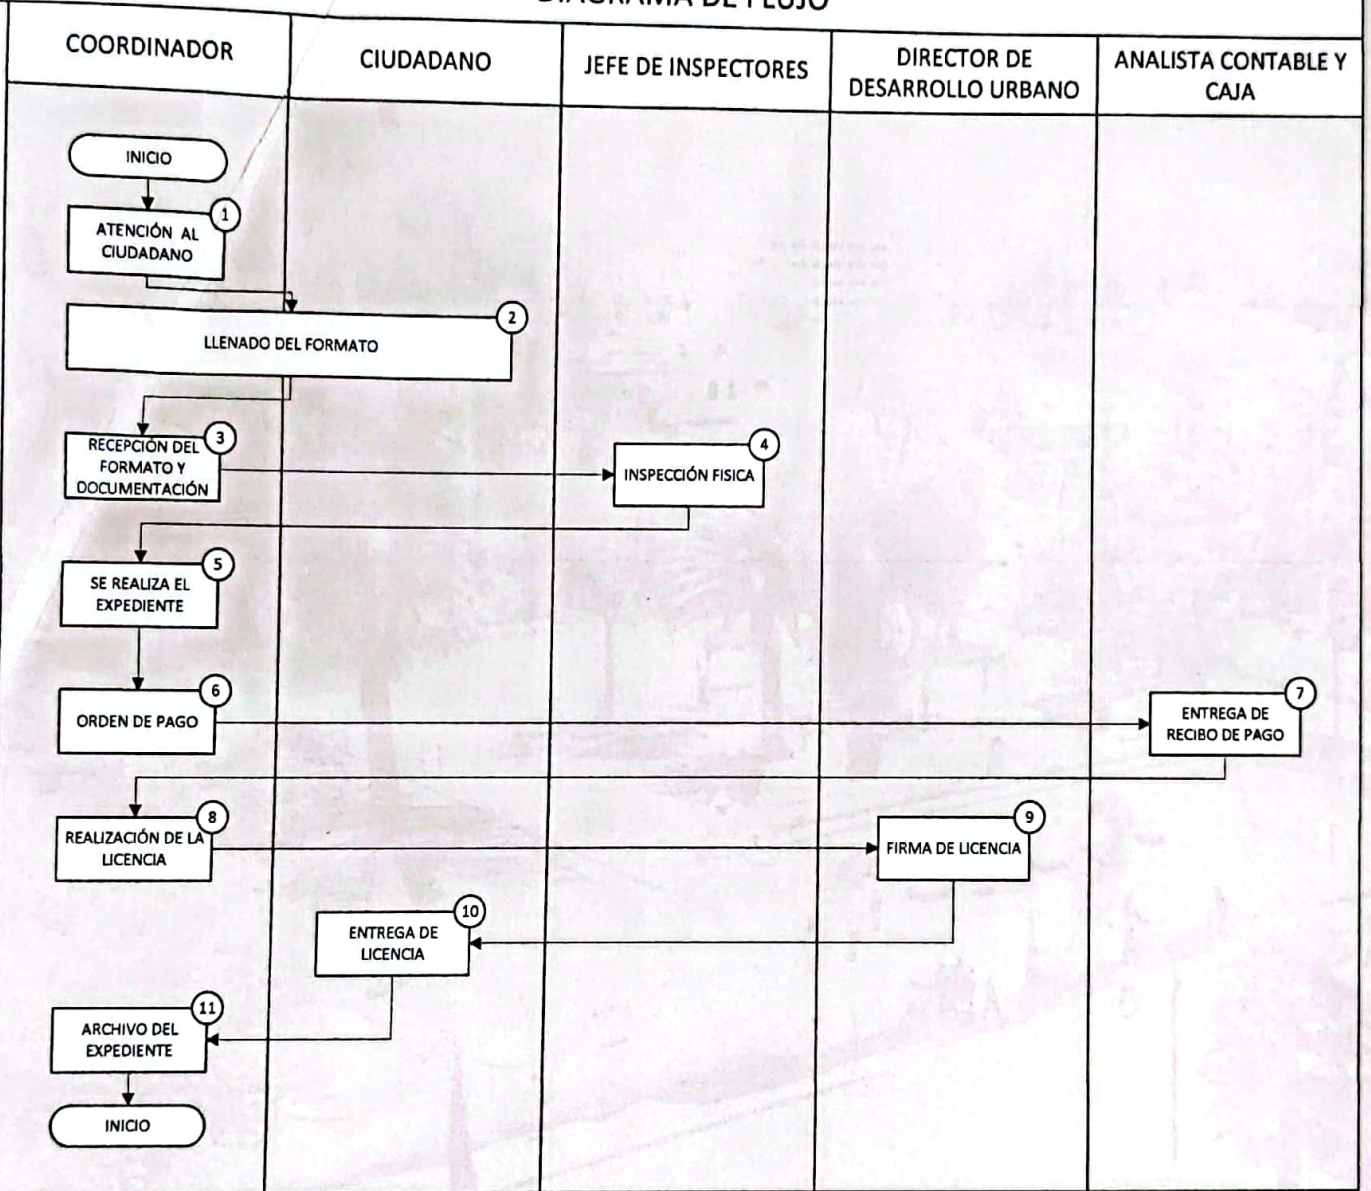 DIAGRAMA DE FLUJO
COORDINADOR
CIUDADANO
JEFE DE INSPECTORES
DIRECTOR DE
DESARROLLO URBANO
ANALISTA CONTABLE Y
CAJA
INICIO
1
ATENCIÓN AL
CIUDADANO
2
LLENADO DEL FORMATO
3
RECEPCIÓN DEL
FORMATO Y
DOCUMENTACIÓN
4
INSPECCIÓN FISICA
5
SE REALIZA EL
EXPEDIENTE
6
ORDEN DE PAGO
7
ENTREGA DE
RECIBO DE PAGO
8
REALIZACIÓN DE LA
LICENCIA
9
FIRMA DE LICENCIA
10
ENTREGA DE
LICENCIA
11
ARCHIVO DEL
EXPEDIENTE
INICIO